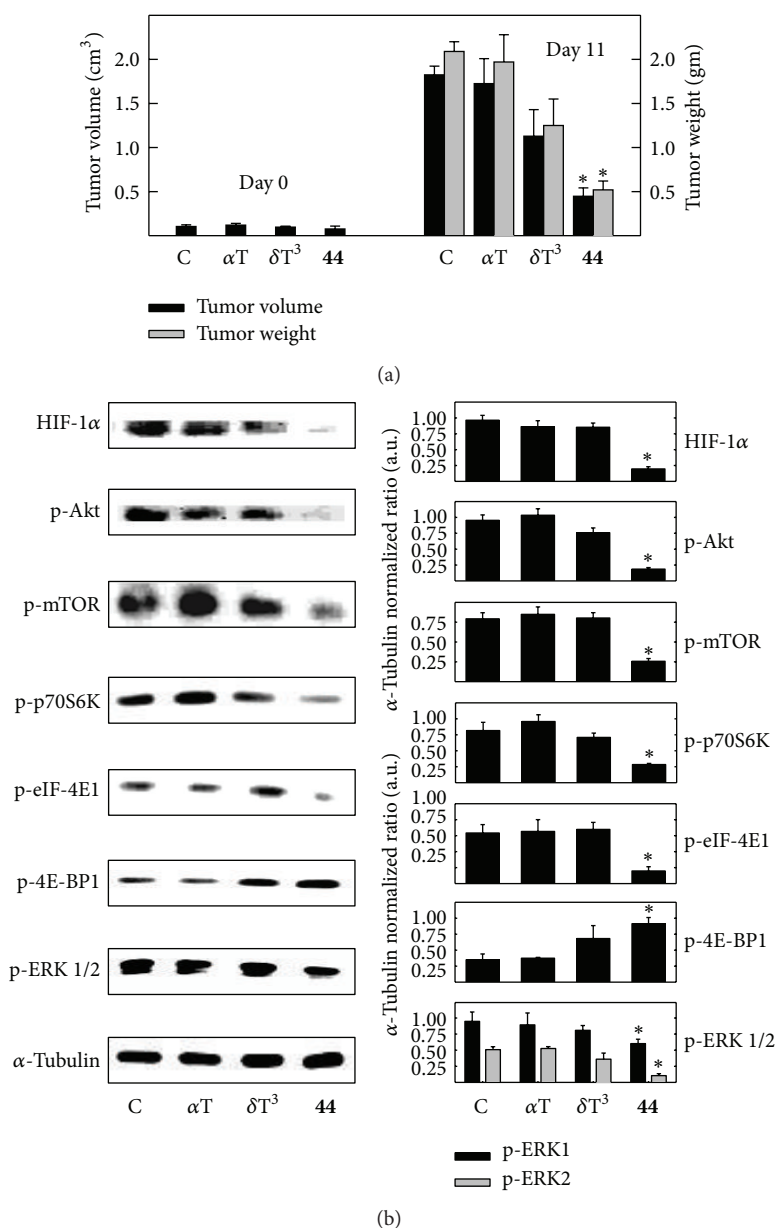 Tumor volume (cm³)
2.0
1.5
1.0
0.5
Day 0
Day 11
2.0
1.5
1.0
0.5
Tumor weight (gm)
* *
C αT δT³ 44 C αT δT³ 44
Tumor volume
Tumor weight
(a)
HIF-1α
p-Akt
p-mTOR
p-p70S6K
p-eIF-4E1
p-4E-BP1
p-ERK 1/2
α-Tubulin
C αT δT³ 44
α-Tubulin normalized ratio (a.u.)
α-Tubulin normalized ratio (a.u.)
1.00
0.75
0.50
0.25
*
HIF-1α
1.00
0.75
0.50
0.25
*
p-Akt
1.00
0.75
0.50
0.25
*
p-mTOR
1.00
0.75
0.50
0.25
*
p-p70S6K
1.00
0.75
0.50
0.25
*
p-eIF-4E1
1.00
0.75
0.50
0.25
*
p-4E-BP1
1.00
0.75
0.50
0.25
*
*
p-ERK 1/2
C αT δT³ 44
p-ERK1
p-ERK2
(b)